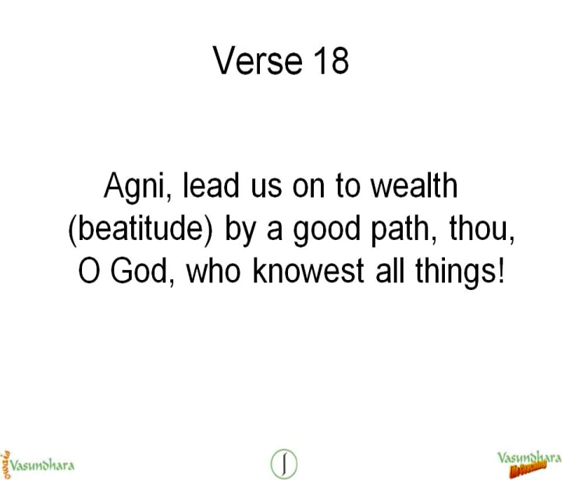 Verse 18
Agni, lead us on to wealth
(beatitude) by a good path, thou,
O God, who knowest all things!
Vasundhara
Vasundhara